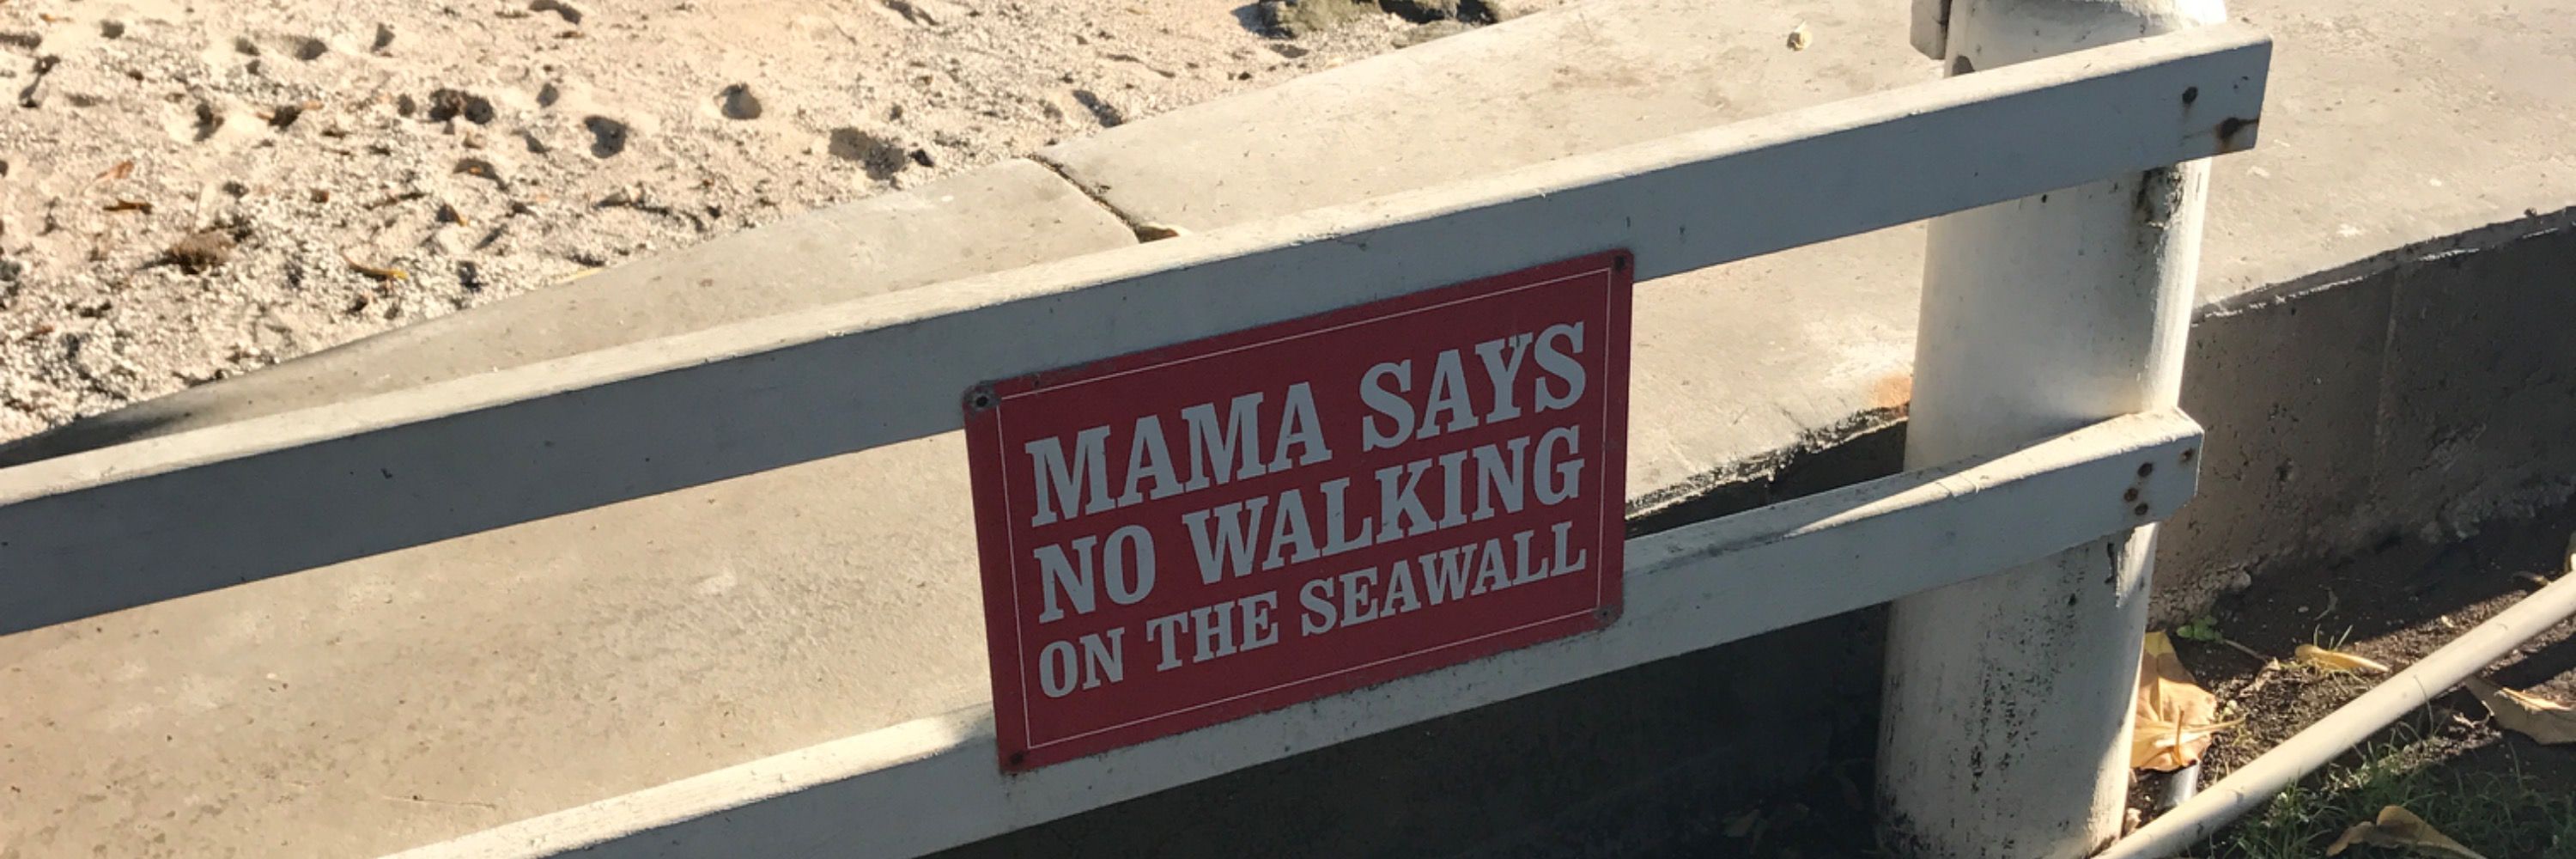 MAMA SAYS
NO WALKING
ON THE SEAWALL